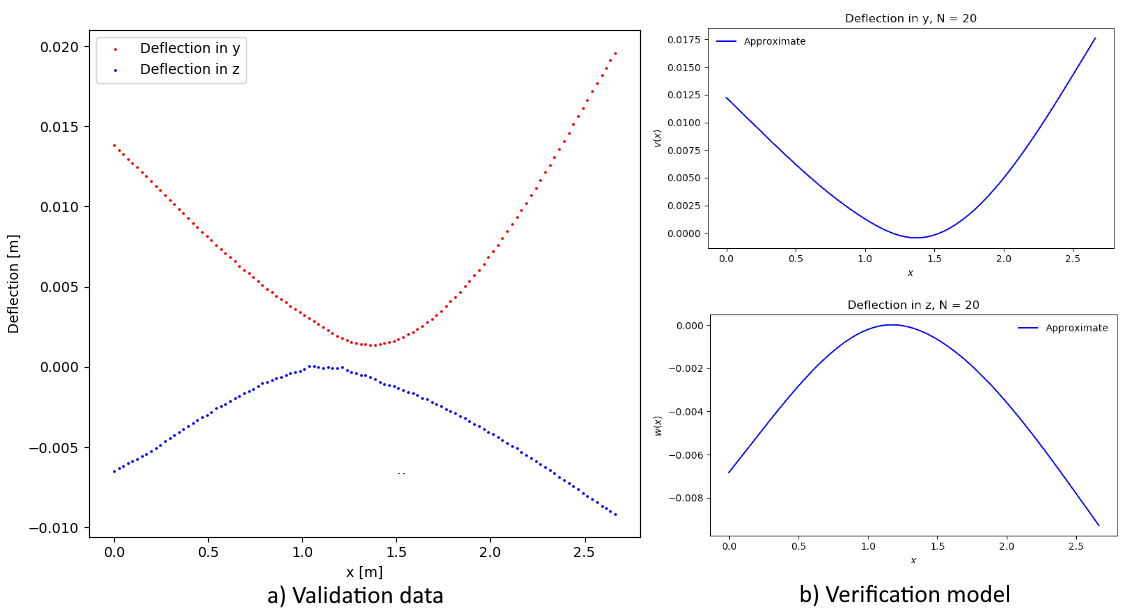 Deflection in y
Deflection in z
0.020
0.015
0.010
0.005
0.000
−0.005
−0.010
Deflection [m]
0.0 0.5 1.0 1.5 2.0 2.5
x [m]
a) Validation data
Deflection in y, N = 20
Approximate
0.0175
0.0150
0.0125
0.0100
0.0075
0.0050
0.0025
0.0000
v(x)
0.0 0.5 1.0 1.5 2.0 2.5
x
Deflection in z, N = 20
Approximate
0.000
−0.002
−0.004
−0.006
−0.008
w(x)
0.0 0.5 1.0 1.5 2.0 2.5
x
b) Verification model